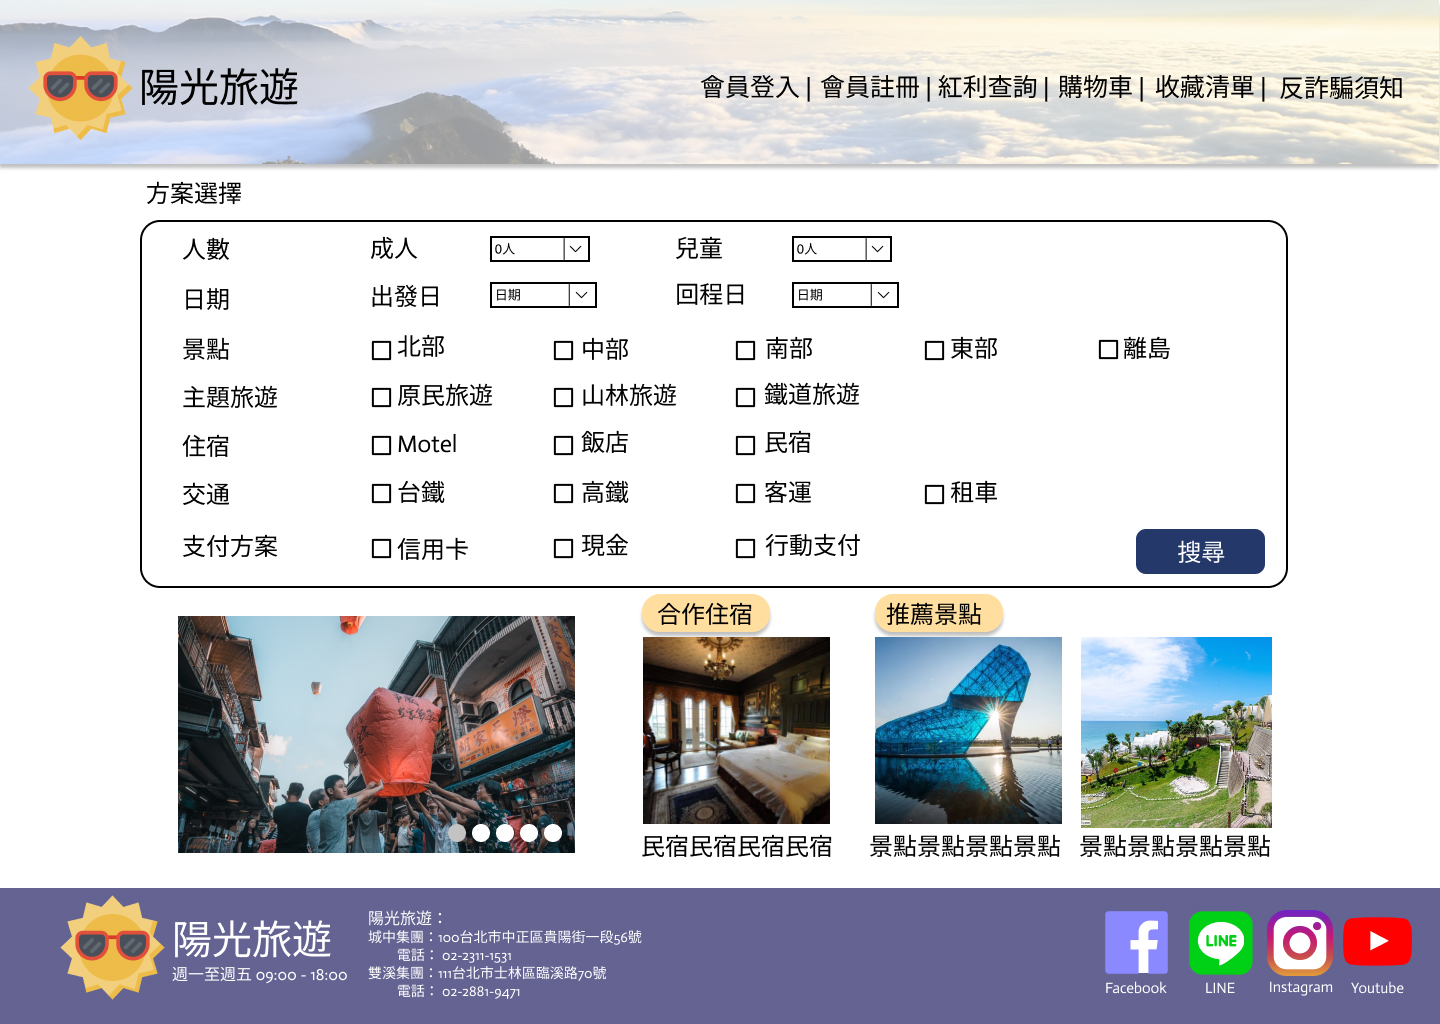 陽光旅遊
會員登入 | 會員註冊 | 紅利查詢 | 購物車 | 收藏清單 | 反詐騙須知
方案選擇
人數 成人 0人 兒童 0人
日期 出發日 日期 回程日 日期
景點 北部 中部 南部 東部 離島
主題旅遊 原民旅遊 山林旅遊 鐵道旅遊
住宿 Motel 飯店 民宿
交通 台鐵 高鐵 客運 租車
支付方案 信用卡 現金 行動支付
搜尋
合作住宿 推薦景點
民宿民宿民宿民宿 景點景點景點景點 景點景點景點景點
陽光旅遊
週一至週五 09:00 - 18:00
陽光旅遊：
城中集團：100台北市中正區貴陽街一段56號
電話： 02-2311-1531
雙溪集團：111台北市士林區臨溪路70號
電話： 02-2881-9471
LINE
Facebook LINE Instagram Youtube